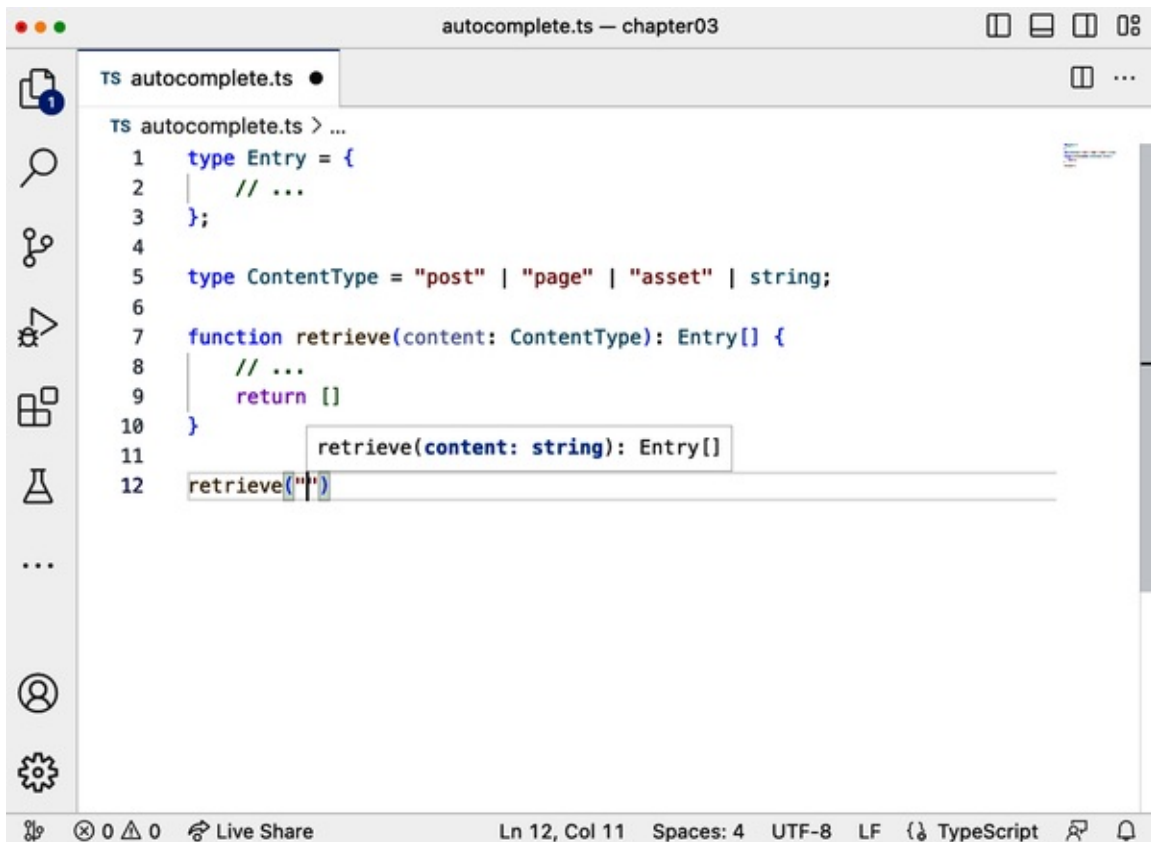 autocomplete.ts — chapter03
TS autocomplete.ts
1
TS autocomplete.ts > ...
1 type Entry = {
2 // ...
3 };
4
5 type ContentType = "post" | "page" | "asset" | string;
6
7 function retrieve(content: ContentType): Entry[] {
8 // ...
9 return []
10 }
11
retrieve(content: string): Entry[]
12 retrieve("")
...
0 0 Live Share Ln 12, Col 11 Spaces: 4 UTF-8 LF TypeScript